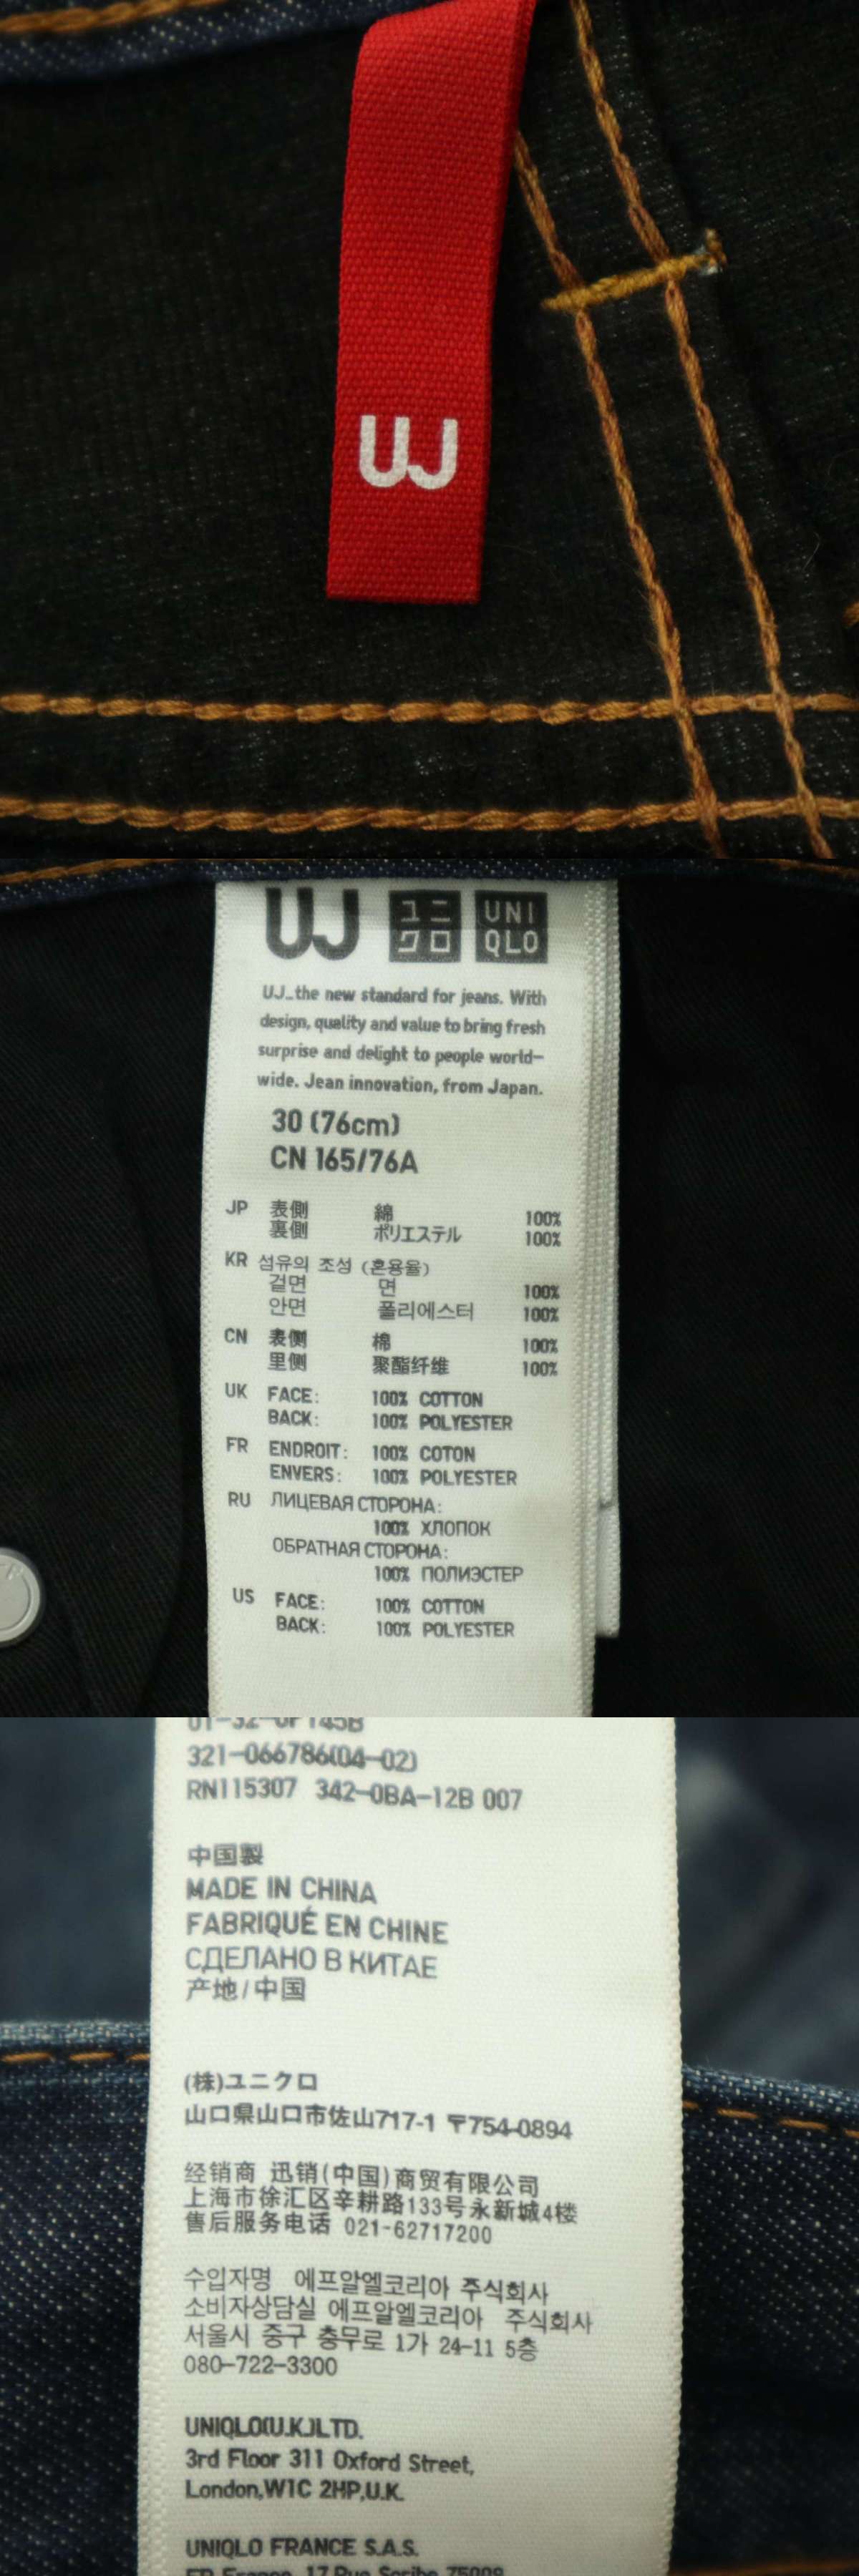 UJ
UJ ユニクロ UNIQLO
UJ_the new standard for jeans. With
design, quality and value to bring fresh
surprise and delight to people world-
wide. Jean innovation, from Japan.
30 (76cm)
CN 165/76A
JP 表側 綿 100%
裏側 ポリエステル 100%
KR 섬유의 조성 (혼용율)
겉면 면 100%
안면 폴리에스터 100%
CN 表侧 棉 100%
里侧 聚酯纤维 100%
UK FACE: 100% COTTON
BACK: 100% POLYESTER
FR ENDROIT: 100% COTON
ENVERS: 100% POLYESTER
RU ЛИЦЕВАЯ СТОРОНА:
100% ХЛОПОК
ОБРАТНАЯ СТОРОНА:
100% ПОЛИЭСТЕР
US FACE: 100% COTTON
BACK: 100% POLYESTER
321-066786(04-02)
RN115307 342-0BA-12B 007
中国製
MADE IN CHINA
FABRIQUÉ EN CHINE
СДЕЛАНО В КИТАЕ
产地/中国
(株)ユニクロ
山口県山口市佐山717-1 〒754-0894
经销商 迅销(中国)商贸有限公司
上海市徐汇区辛耕路133号永新城4楼
售后服务电话 021-62717200
수입자명 에프알엘코리아 주식회사
소비자상담실 에프알엘코리아 주식회사
서울시 중구 충무로 1가 24-11 5층
080-722-3300
UNIQLO(U.K.)LTD.
3rd Floor 311 Oxford Street,
London,W1C 2HP,U.K.
UNIQLO FRANCE S.A.S.